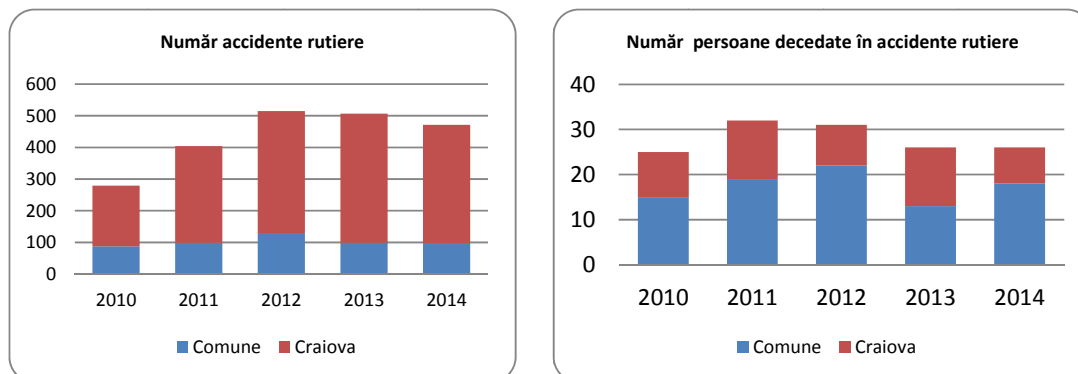 Număr accidente rutiere
600
500
400
300
200
100
0
2010 2011 2012 2013 2014
Comune Craiova
Număr persoane decedate în accidente rutiere
40
30
20
10
0
2010 2011 2012 2013 2014
Comune Craiova